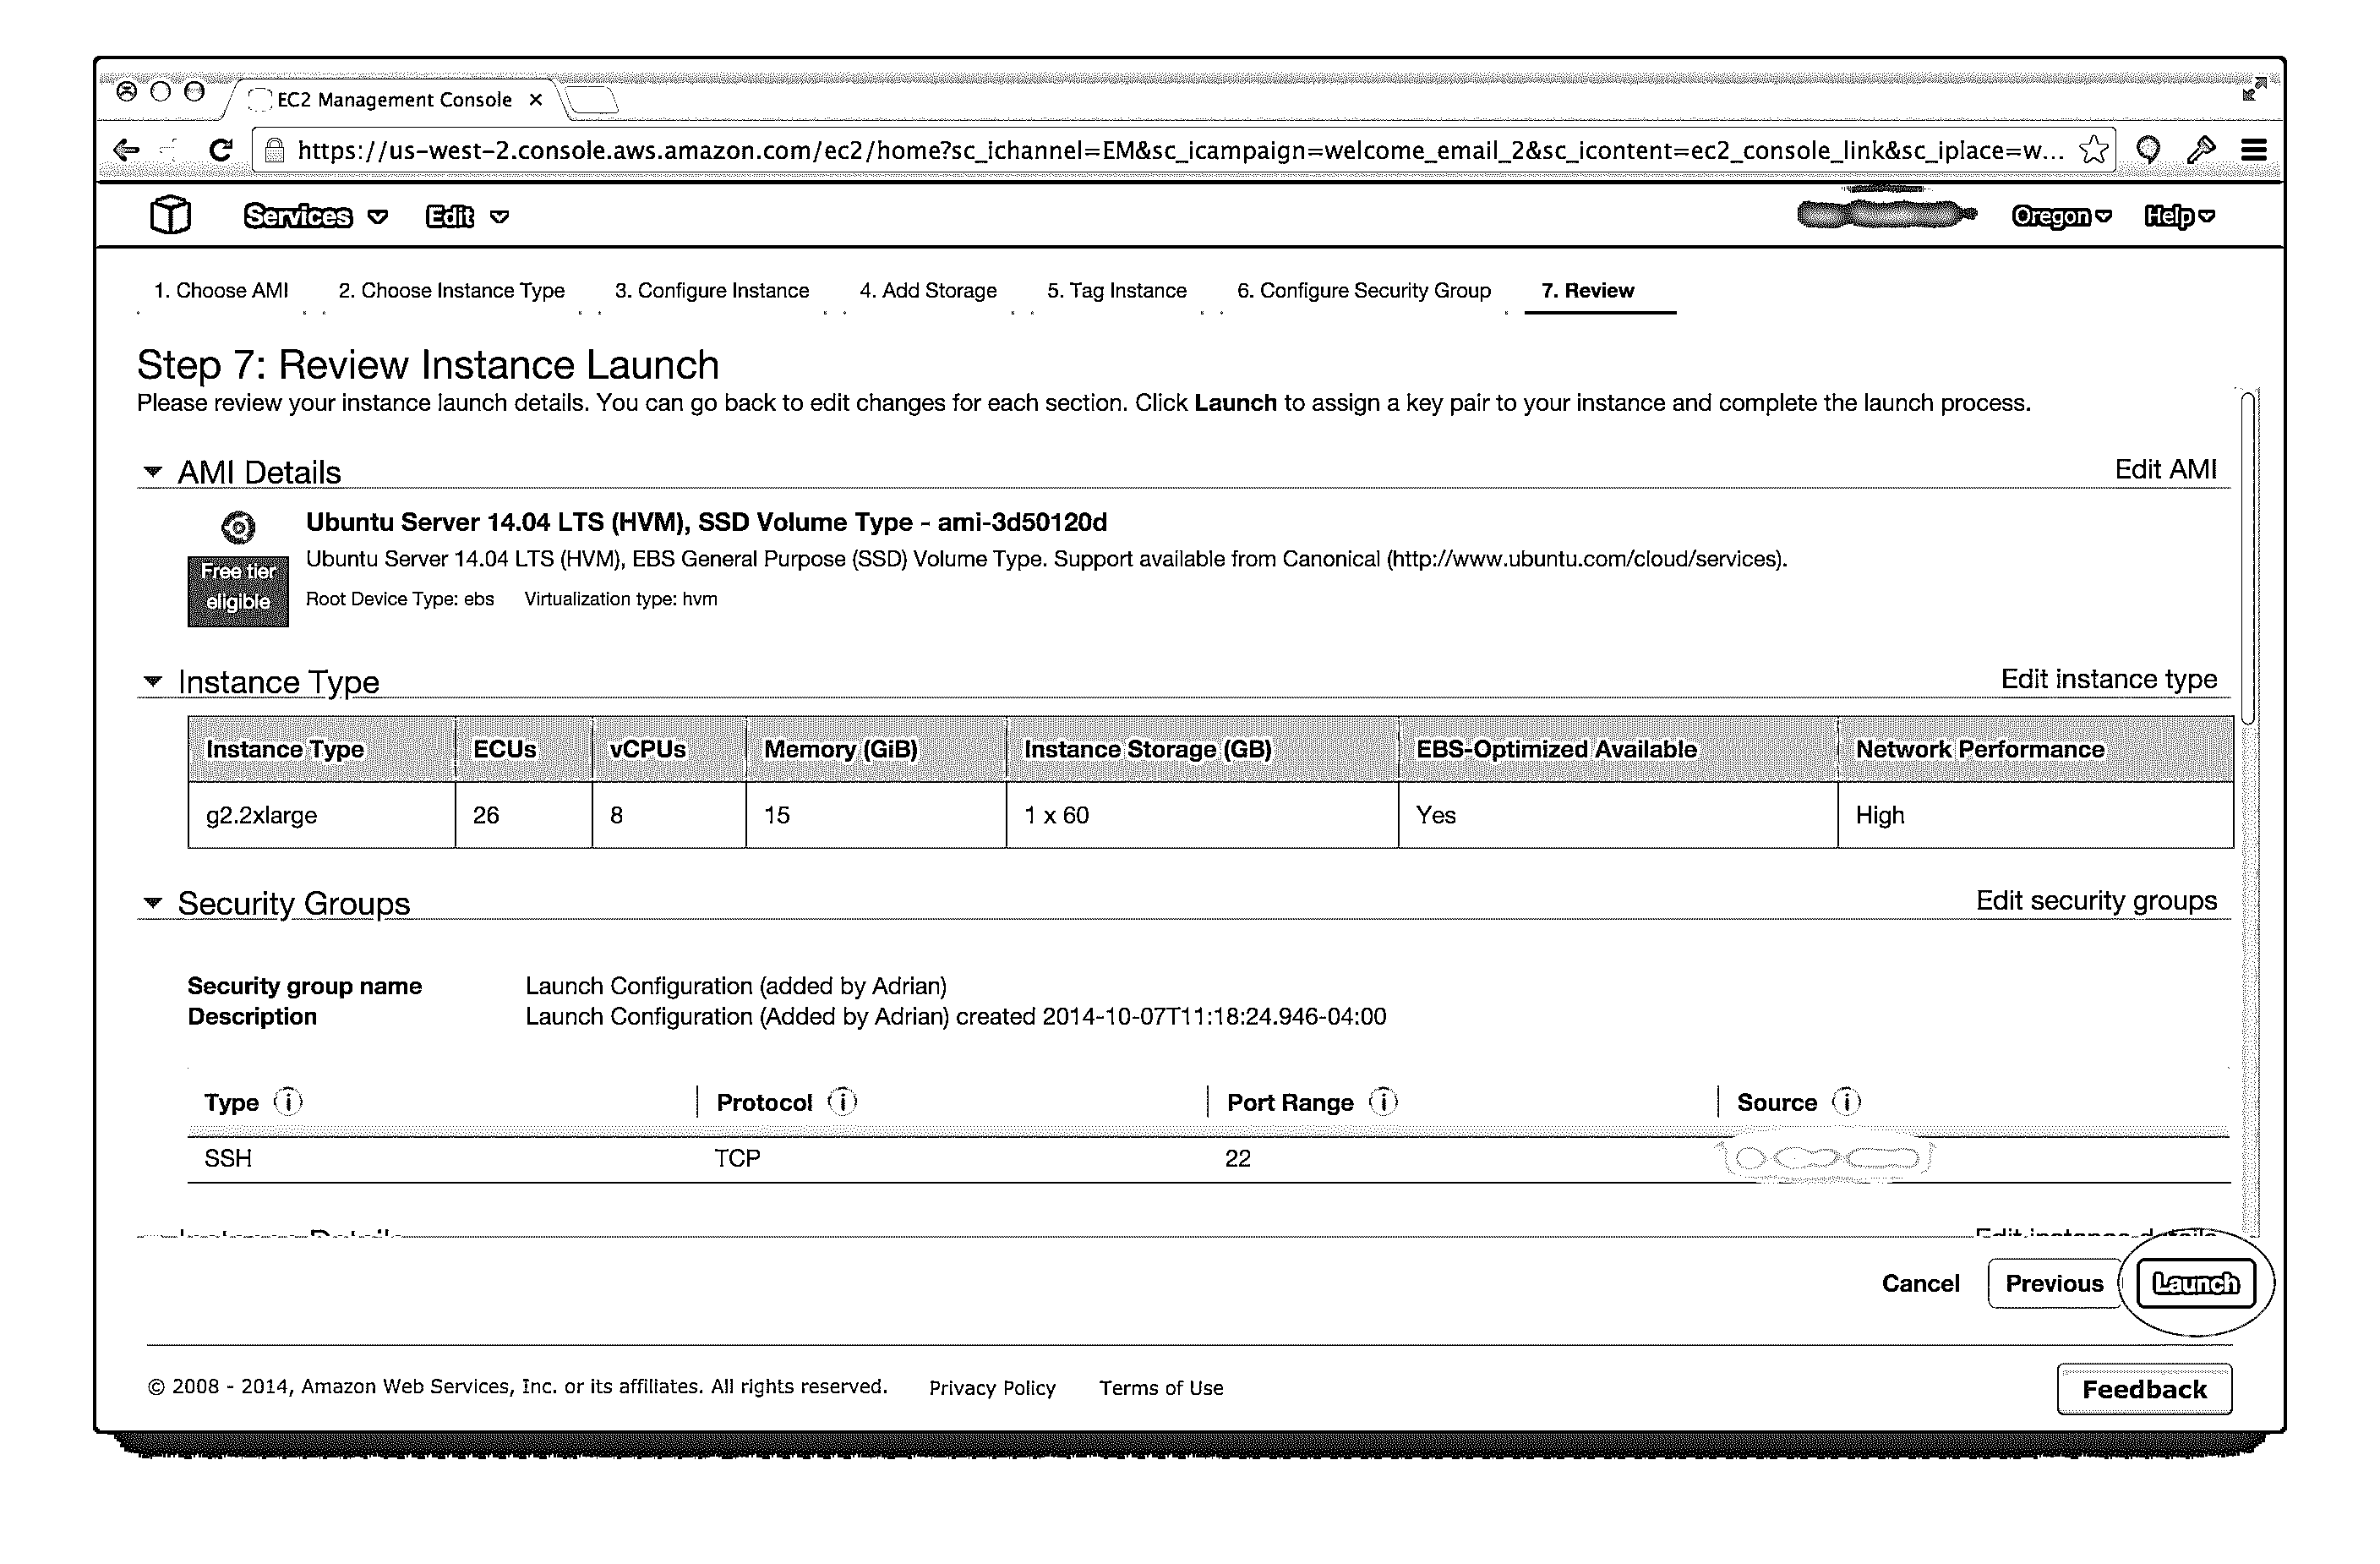 EC2 Management Console ×
https://us-west-2.console.aws.amazon.com/ec2/home?sc_ichannel=EM&sc_icampaign=welcome_email_2&sc_icontent=ec2_console_link&sc_iplace=w...
Services Edit Oregon Help
1. Choose AMI 2. Choose Instance Type 3. Configure Instance 4. Add Storage 5. Tag Instance 6. Configure Security Group 7. Review
Step 7: Review Instance Launch
Please review your instance launch details. You can go back to edit changes for each section. Click Launch to assign a key pair to your instance and complete the launch process.
AMI Details Edit AMI
Ubuntu Server 14.04 LTS (HVM), SSD Volume Type - ami-3d50120d
Free tier eligible
Ubuntu Server 14.04 LTS (HVM), EBS General Purpose (SSD) Volume Type. Support available from Canonical (http://www.ubuntu.com/cloud/services).
Root Device Type: ebs Virtualization type: hvm
Instance Type Edit instance type
Instance Type ECUs vCPUs Memory (GiB) Instance Storage (GB) EBS-Optimized Available Network Performance
g2.2xlarge 26 8 15 1 x 60 Yes High
Security Groups Edit security groups
Security group name Launch Configuration (added by Adrian)
Description Launch Configuration (Added by Adrian) created 2014-10-07T11:18:24.946-04:00
Type Protocol Port Range Source
SSH TCP 22
Cancel Previous Launch
© 2008 - 2014, Amazon Web Services, Inc. or its affiliates. All rights reserved. Privacy Policy Terms of Use Feedback